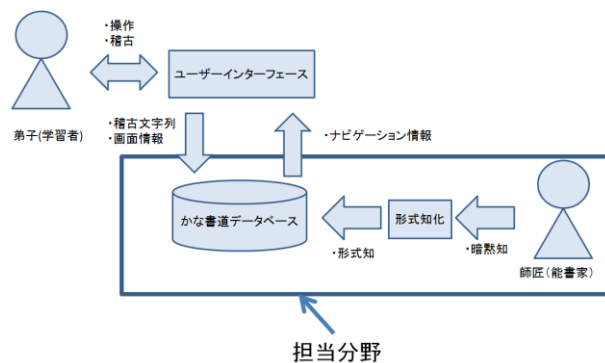 ・操作
・稽古
ユーザーインターフェース
弟子(学習者)
・稽古文字列
・画面情報
・ナビゲーション情報
かな書道データベース
形式知化
・形式知
・暗黙知
師匠(能書家)
担当分野